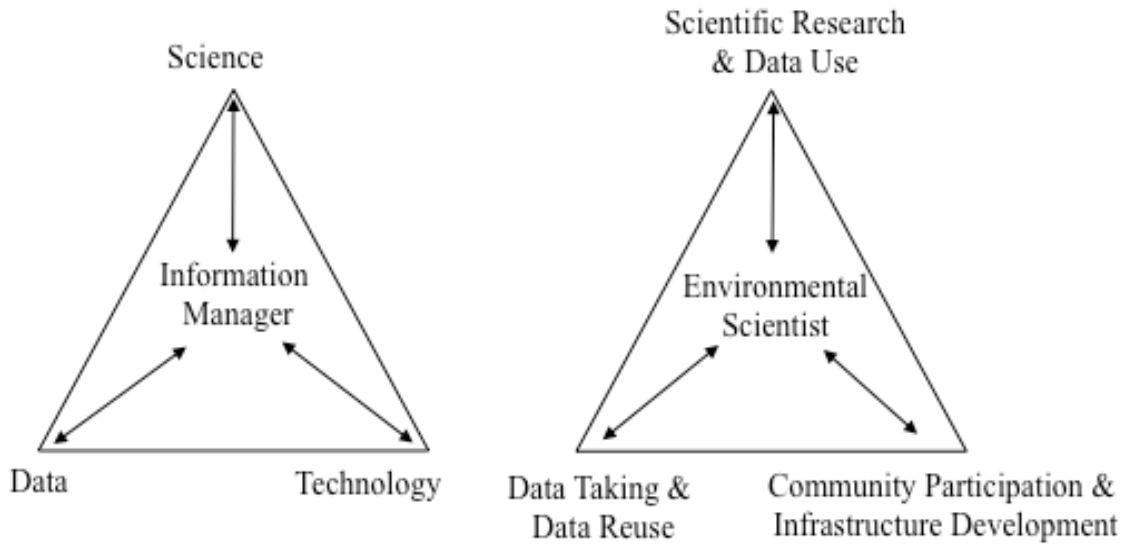 Science
Information
Manager
Data
Technology
Scientific Research
& Data Use
Environmental
Scientist
Data Taking &
Data Reuse
Community Participation &
Infrastructure Development